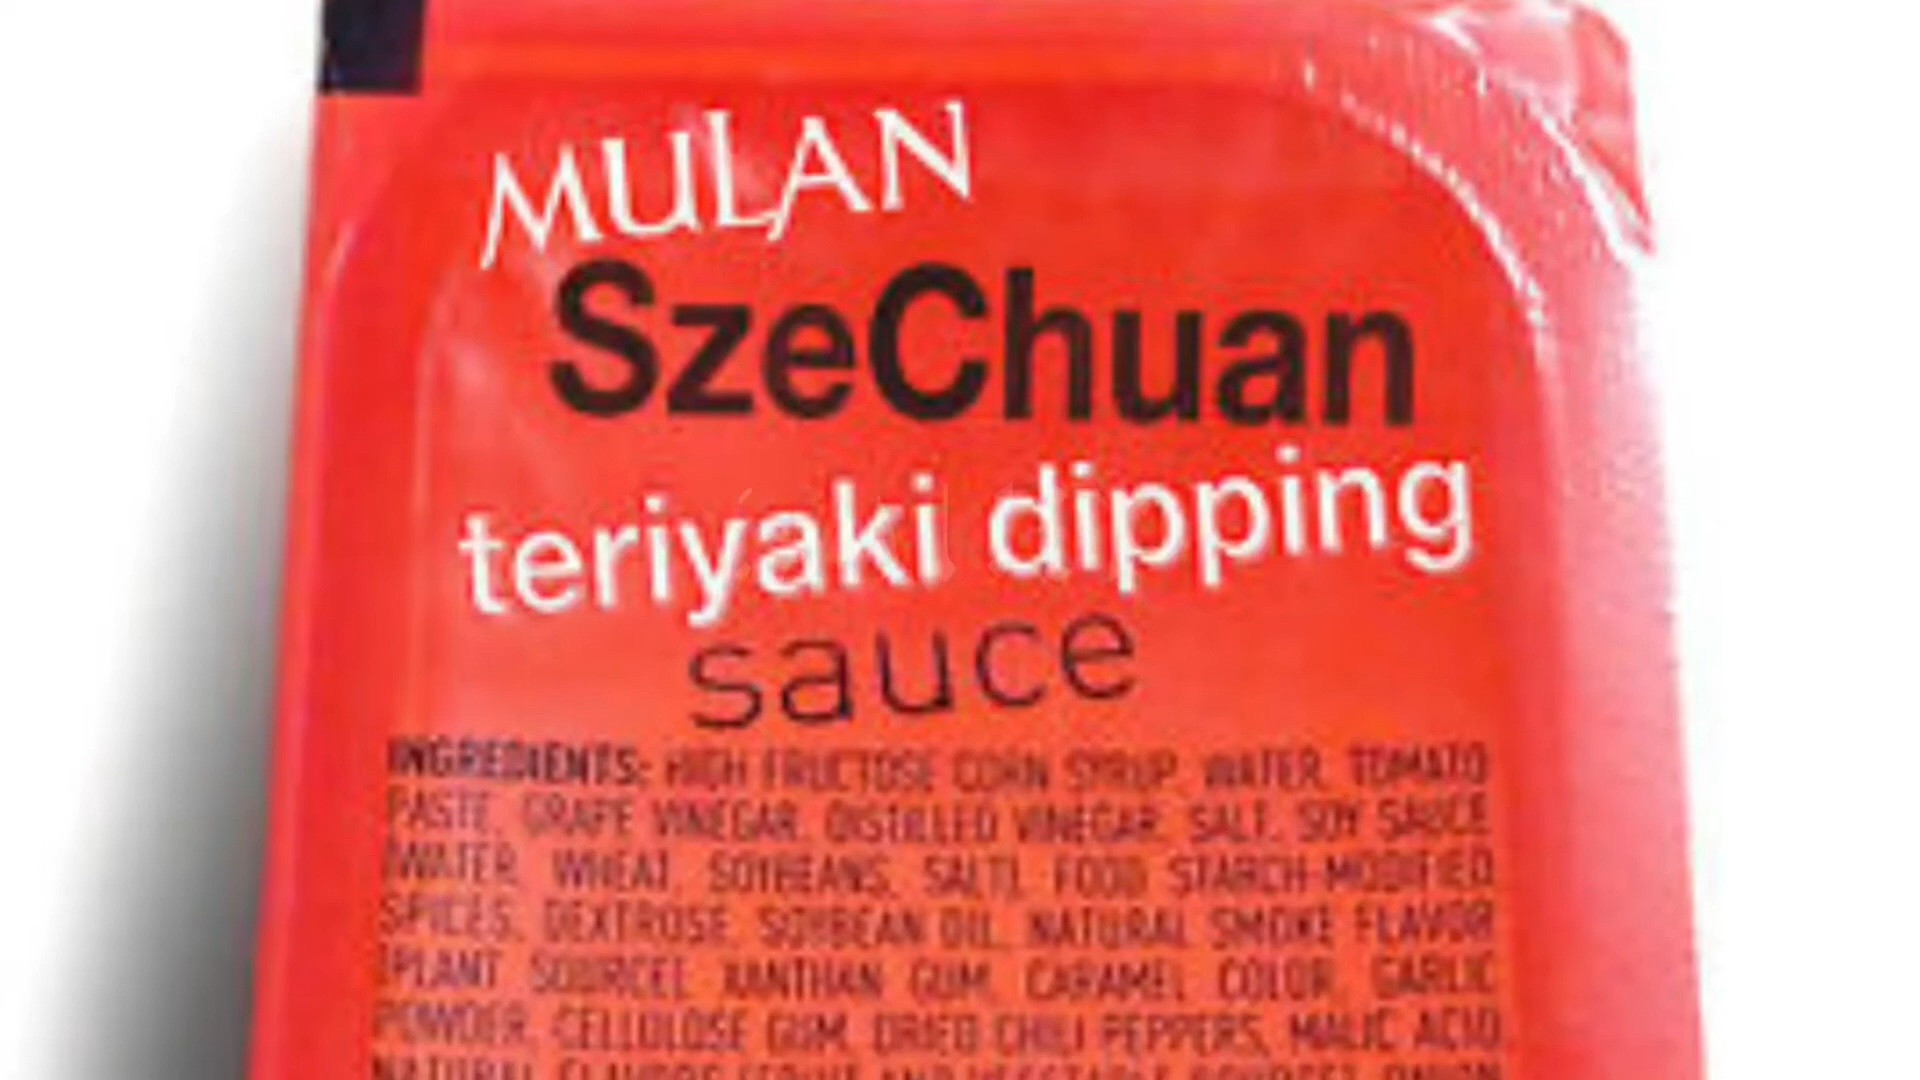 MULAN
SzeChuan
teriyaki dipping
sauce
INGREDIENTS: HIGH FRUCTOSE CORN SYRUP, WATER, TOMATO
PASTE, GRAPE VINEGAR, DISTILLED VINEGAR, SALT, SOY SAUCE
(WATER, WHEAT, SOYBEANS, SALT), FOOD STARCH-MODIFIED
SPICES, DEXTROSE, SOYBEAN OIL, NATURAL SMOKE FLAVOR
(PLANT SOURCE), XANTHAN GUM, CARAMEL COLOR, GARLIC
POWDER, CELLULOSE GUM, DRIED CHILI PEPPERS, MALIC ACID
NATURAL FLAVORS